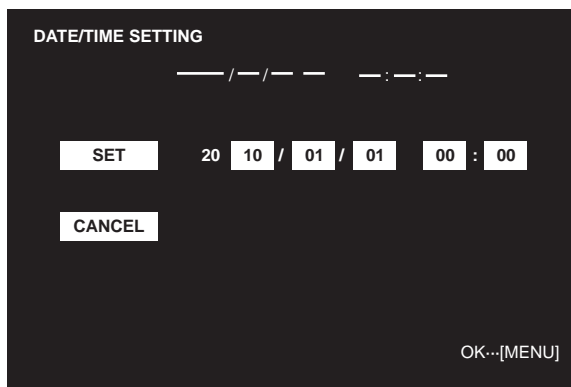 DATE/TIME SETTING
——/—/— — —:—:—
SET 20 10 / 01 / 01 00 : 00
CANCEL
OK···[MENU]